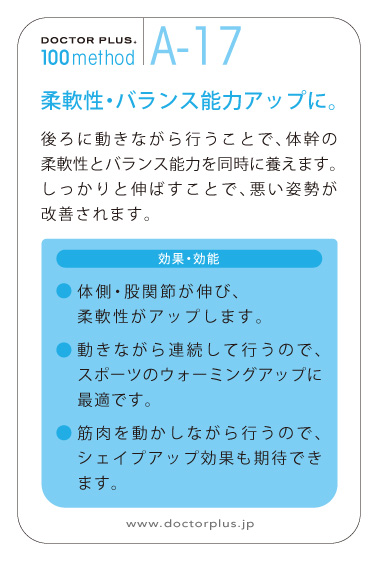 DOCTOR PLUS®
100method
A-17
柔軟性・バランス能力アップに。
後ろに動きながら行うことで、体幹の
柔軟性とバランス能力を同時に養えます。
しっかりと伸ばすことで、悪い姿勢が
改善されます。
効果・効能
● 体側・股関節が伸び、
柔軟性がアップします。
● 動きながら連続して行うので、
スポーツのウォーミングアップに
最適です。
● 筋肉を動かしながら行うので、
シェイプアップ効果も期待でき
ます。
www.doctorplus.jp